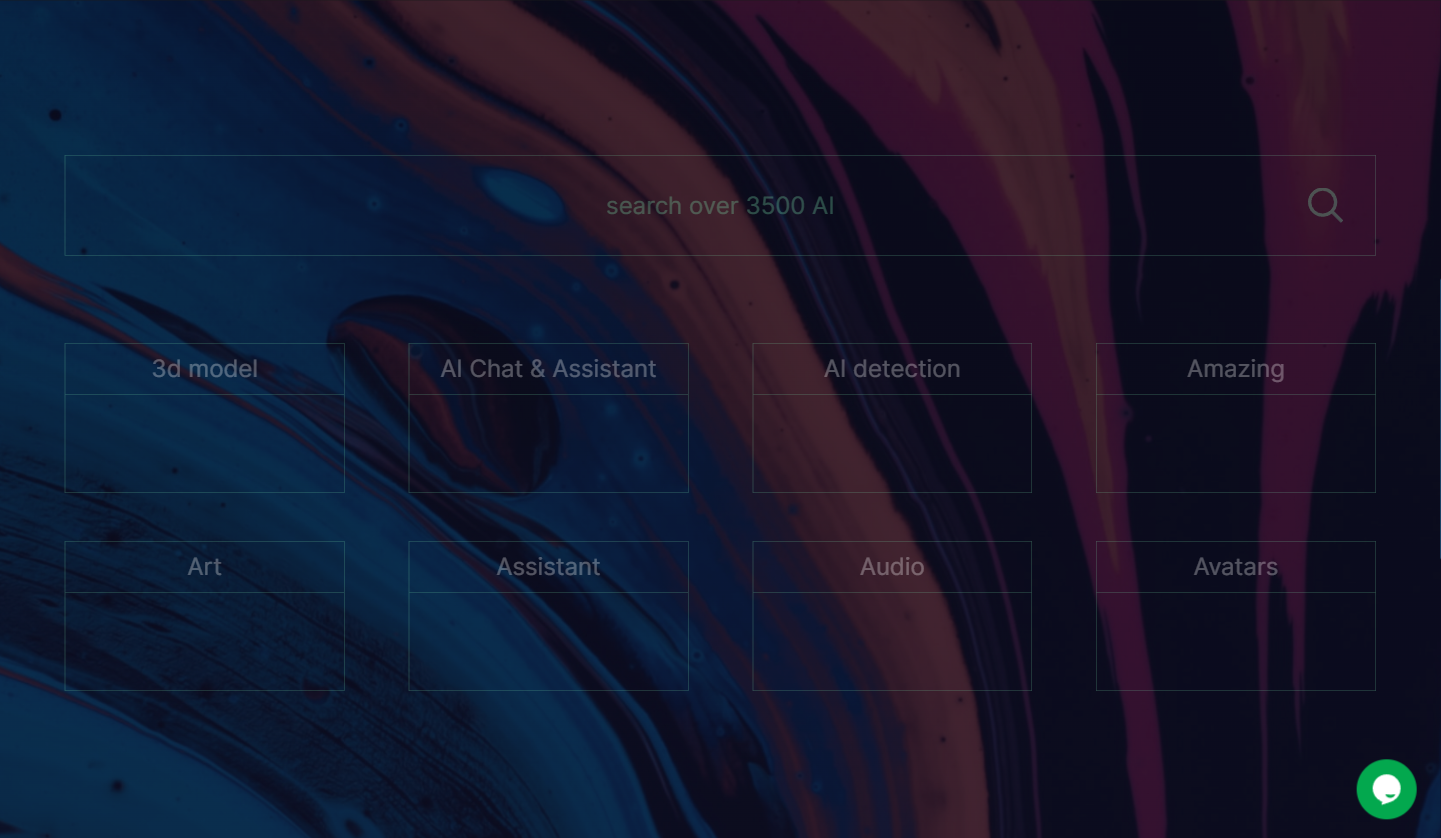 search over 3500 AI
3d model
AI Chat & Assistant
AI detection
Amazing
Art
Assistant
Audio
Avatars